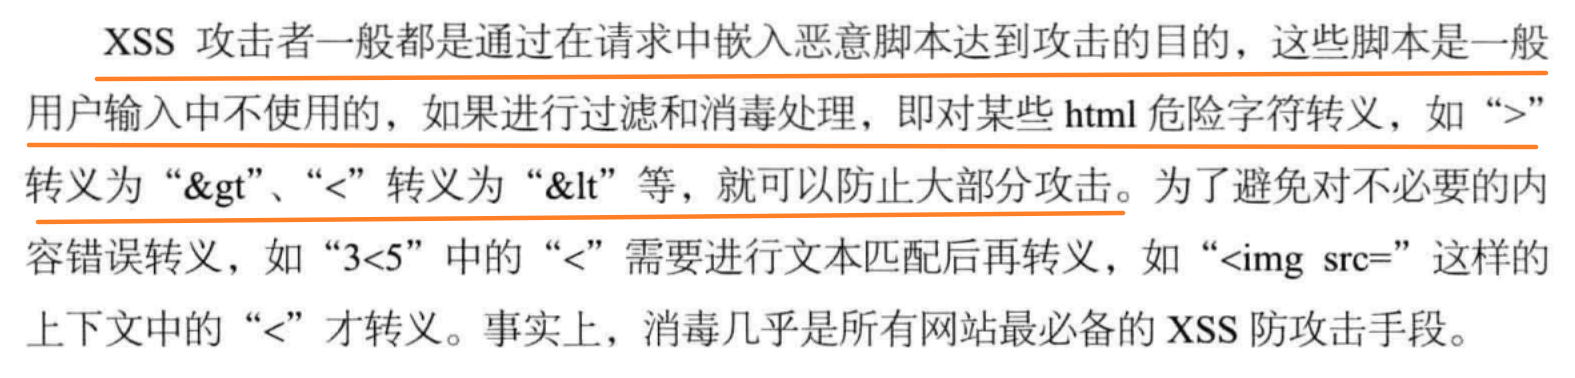 XSS 攻击者一般都是通过在请求中嵌入恶意脚本达到攻击的目的，这些脚本是一般
用户输入中不使用的，如果进行过滤和消毒处理，即对某些 html 危险字符转义，如“>”
转义为“&gt”、“<”转义为“&lt”等，就可以防止大部分攻击。为了避免对不必要的内
容错误转义，如“3<5”中的“<”需要进行文本匹配后再转义，如“<img src=”这样的
上下文中的“<”才转义。事实上，消毒几乎是所有网站最必备的 XSS 防攻击手段。